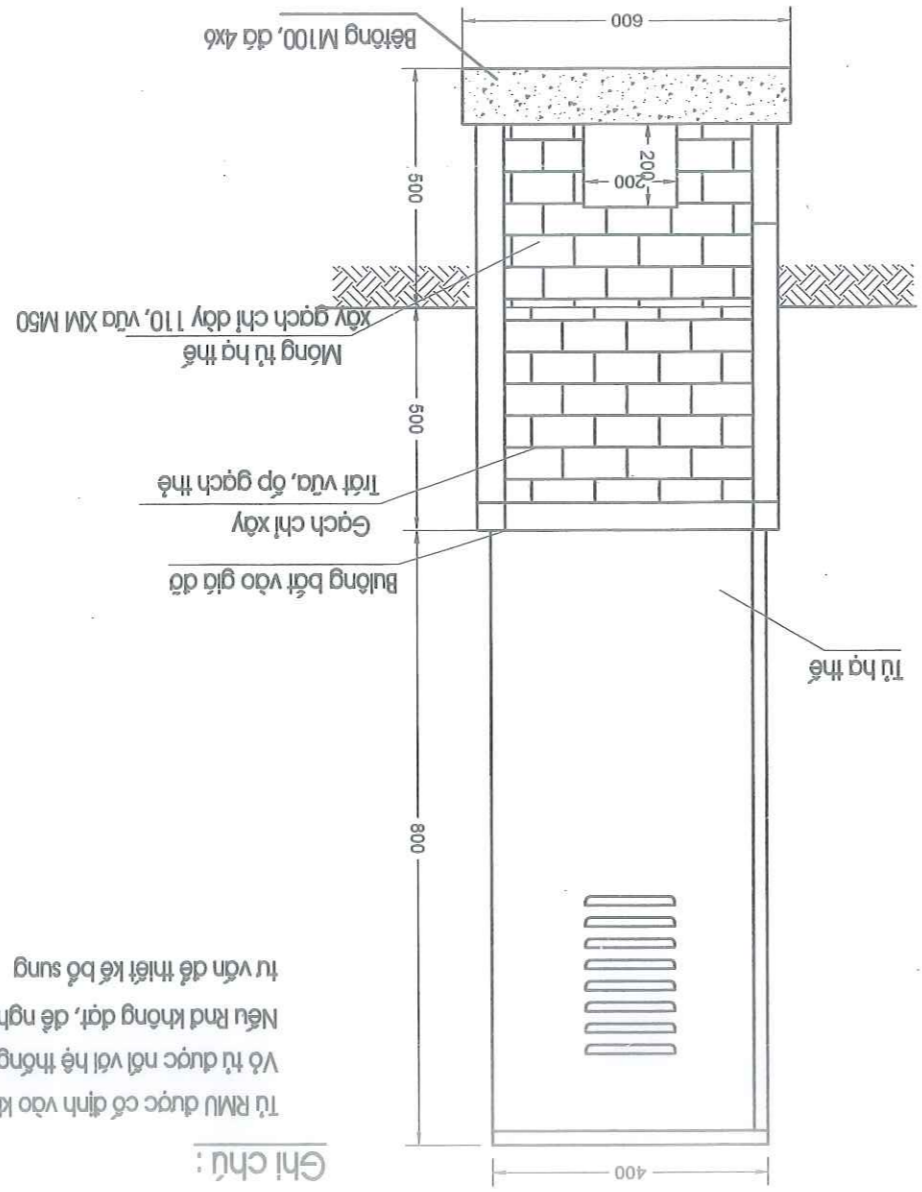 400
Ghi chú :
Tủ RMU được cố định vào
Vỏ tủ được nối với hệ thống
Nếu Rnd không đạt, đề
tư vấn để thiết kế bổ sung
800
Tủ hạ thế
Bulông bắt vào giá đỡ
Gạch chỉ xây
Trát vữa, ốp gạch thẻ
500
Móng tủ hạ thế
xây gạch chỉ dày 110, vữa XM M50
500
200
200
Bêtông M100, đá 4x6
600